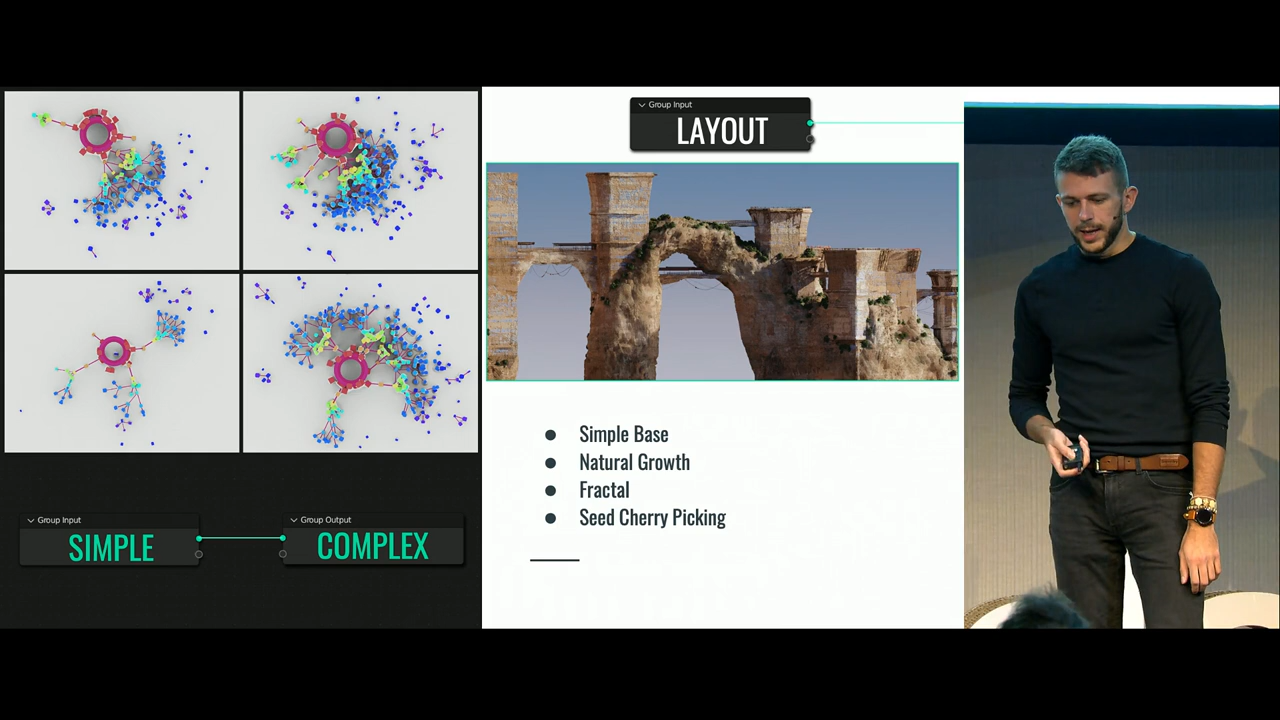 Group Input
SIMPLE
Group Output
COMPLEX
Group Input
LAYOUT
Simple Base
Natural Growth
Fractal
Seed Cherry Picking